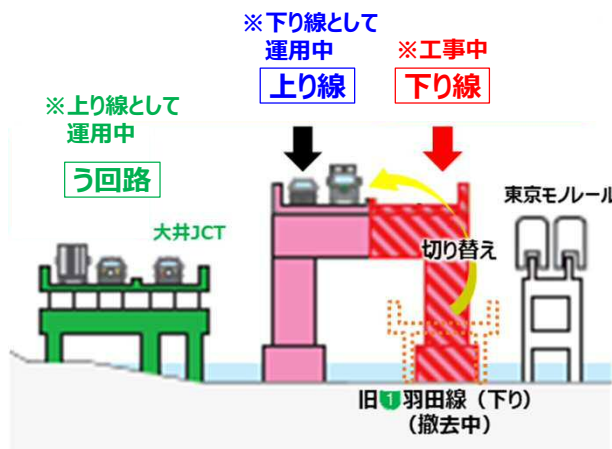 ※下り線として
運用中
上り線
※工事中
下り線
※上り線として
運用中
う回路
大井JCT
東京モノレール
切り替え
旧1羽田線（下り）
（撤去中）